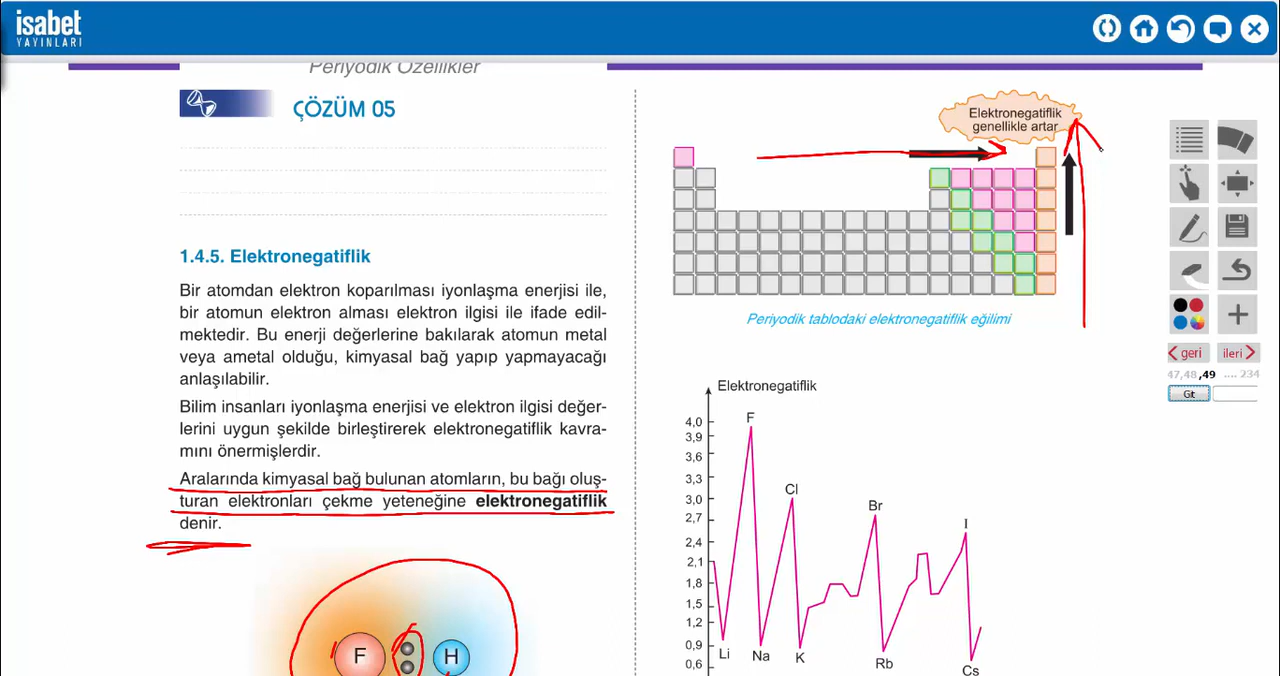 isabet
YAYINLARI
Periyodik Özellikler
ÇÖZÜM 05
1.4.5. Elektronegatiflik
Bir atomdan elektron koparılması iyonlaşma enerjisi ile,
bir atomun elektron alması elektron ilgisi ile ifade edil-
mektedir. Bu enerji değerlerine bakılarak atomun metal
veya ametal olduğu, kimyasal bağ yapıp yapmayacağı
anlaşılabilir.
Bilim insanları iyonlaşma enerjisi ve elektron ilgisi değer-
lerini uygun şekilde birleştirerek elektronegatiflik kavra-
mını önermişlerdir.
Aralarında kimyasal bağ bulunan atomların, bu bağı oluş-
turan elektronları çekme yeteneğine elektronegatiflik
denir.
F
H
Elektronegatiflik
genellikle artar
Periyodik tablodaki elektronegatiflik eğilimi
Elektronegatiflik
4,0
3,9
3,6
3,3
3,0
2,7
2,4
2,1
1,8
1,5
1,2
0,9
0,6
F
Cl
Br
I
Li
Na
K
Rb
Cs
geri
ileri
47,48,49 .... 234
Git